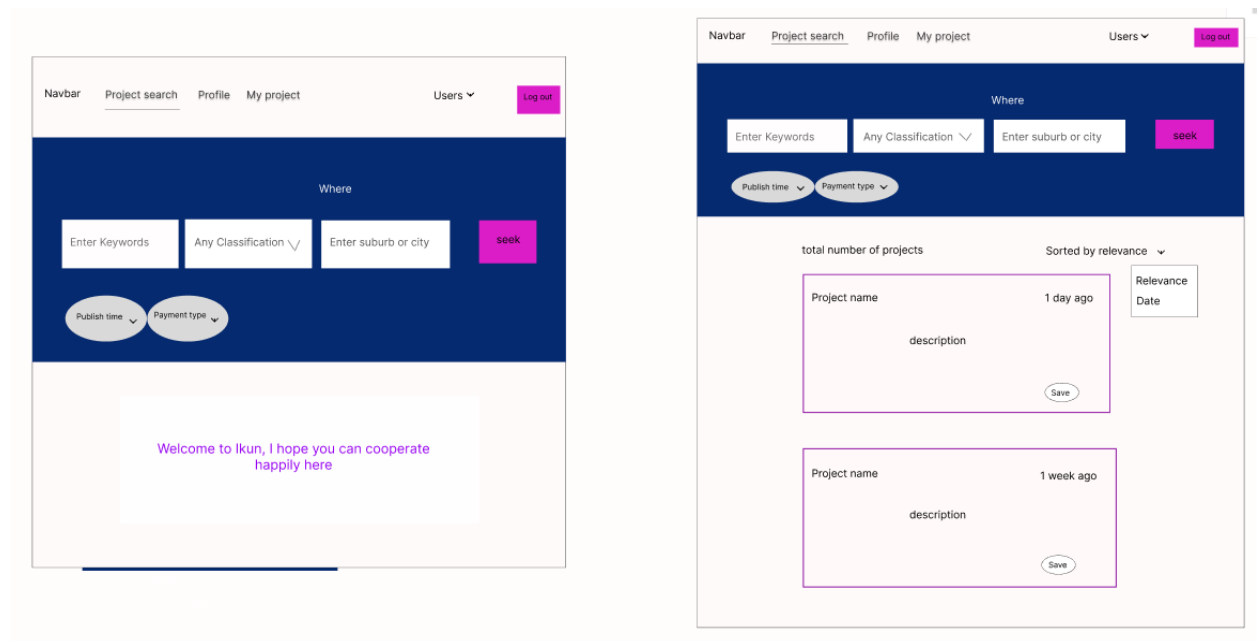 Navbar Project search Profile My project Users Log out
Where
Enter Keywords Any Classification Enter suburb or city seek
Publish time Payment type
Welcome to Ikun, I hope you can cooperate
happily here
Navbar Project search Profile My project Users Log out
Where
Enter Keywords Any Classification Enter suburb or city seek
Publish time Payment type
total number of projects Sorted by relevance
Relevance
Date
Project name 1 day ago
description
Save
Project name 1 week ago
description
Save